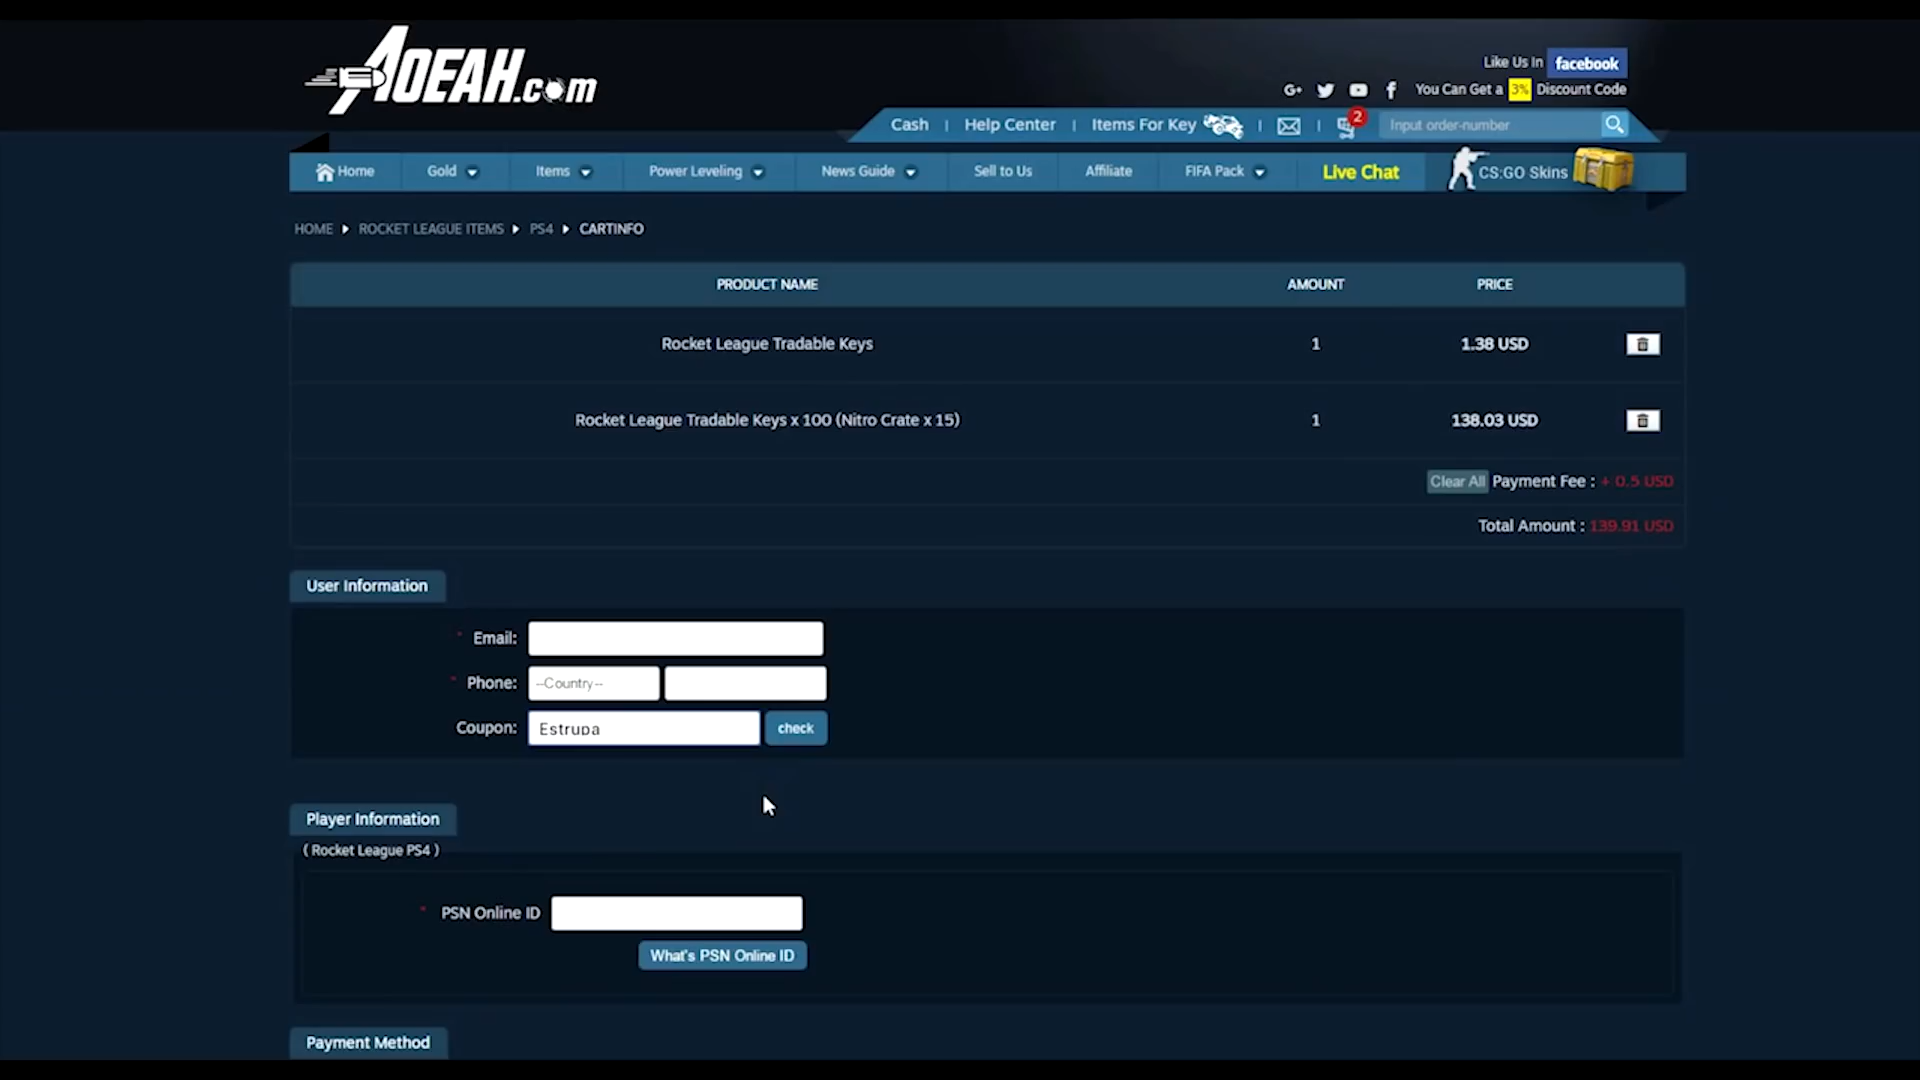 AOEAH.com
Like Us In facebook
G+ You Can Get a 3% Discount Code
Cash | Help Center | Items For Key | | 2 Input order-number
Home Gold Items Power Leveling News Guide Sell to Us Affiliate FIFA Pack Live Chat CS:GO Skins
HOME ROCKET LEAGUE ITEMS PS4 CARTINFO
PRODUCT NAME AMOUNT PRICE
Rocket League Tradable Keys 1 1.38 USD
Rocket League Tradable Keys x 100 (Nitro Crate x 15) 1 138.03 USD
Clear All Payment Fee : + 0.5 USD
Total Amount : 139.91 USD
User Information
* Email:
* Phone: --Country--
Coupon: Estrupa check
Player Information
( Rocket League PS4 )
* PSN Online ID
What's PSN Online ID
Payment Method